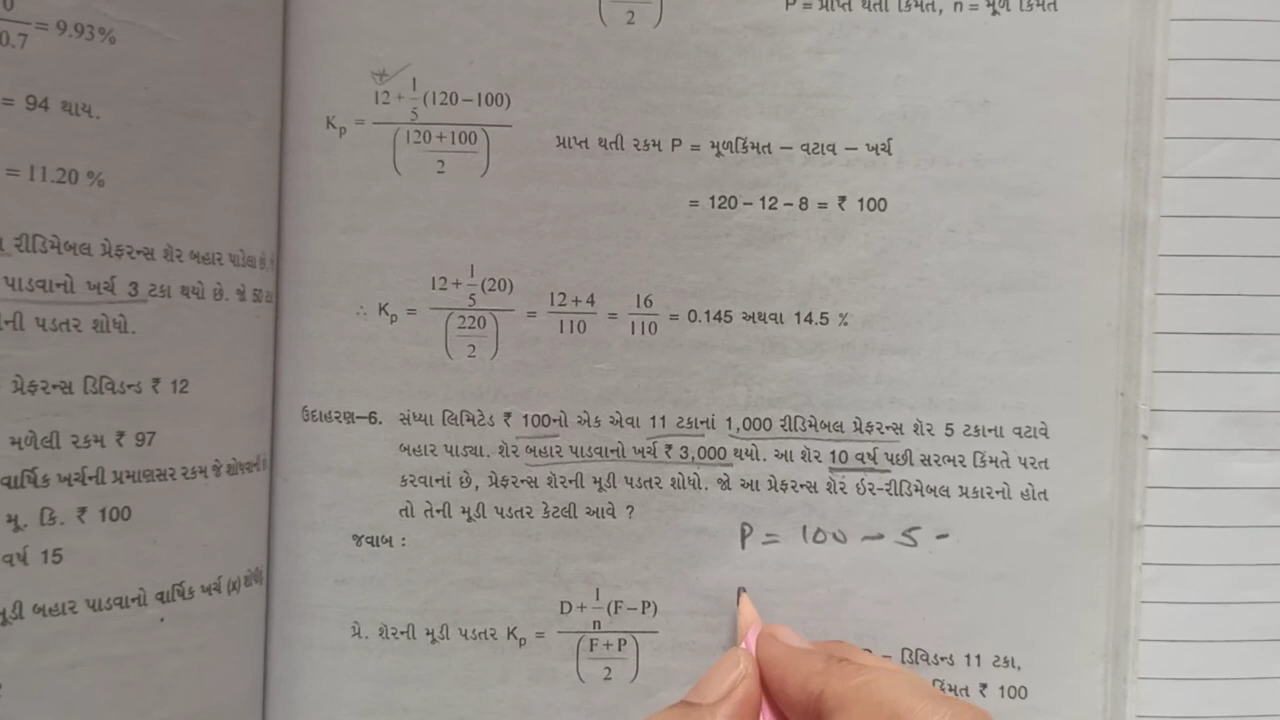 0
0.7 = 9.93%
= 94 થાય.
= 11.20 %
રીડિમેબલ પ્રેફરન્સ શેર બહાર પાડેલા છે.
પાડવાનો ખર્ચ 3 ટકા થયો છે. જો 50
ની પડતર શોધો.
પ્રેફરન્સ ડિવિડન્ડ ₹ 12
મળેલી રકમ ₹ 97
વાર્ષિક ખર્ચની પ્રમાણસર રકમ જે
મૂ. કિં. ₹ 100
વર્ષ 15
મૂડી બહાર પાડવાનો વાર્ષિક ખર્ચ (x)
( 2 ) P = પ્રાપ્ત થતી કિંમત, n = મૂળ કિંમત
12 + 1/5 (120 – 100)
Kp =
( 120 + 100 / 2 ) પ્રાપ્ત થતી રકમ P = મૂળકિંમત – વટાવ – ખર્ચ
= 120 – 12 – 8 = ₹ 100
12 + 1/5 (20)
∴ Kp = = 12 + 4 / 110 = 16 / 110 = 0.145 અથવા 14.5 %
( 220 / 2 )
ઉદાહરણ–6. સંધ્યા લિમિટેડ ₹ 100નો એક એવા 11 ટકાનાં 1,000 રીડિમેબલ પ્રેફરન્સ શેર 5 ટકાના વટાવે
બહાર પાડ્યા. શેર બહાર પાડવાનો ખર્ચ ₹ 3,000 થયો. આ શેર 10 વર્ષ પછી સરભર કિંમતે પરત
કરવાનાં છે, પ્રેફરન્સ શેરની મૂડી પડતર શોધો. જો આ પ્રેફરન્સ શેર ઈર-રીડિમેબલ પ્રકારનો હોત
તો તેની મૂડી પડતર કેટલી આવે ?
P = 100 – 5 –
જવાબ :
D + 1/n (F – P)
પ્રે. શેરની મૂડી પડતર Kp =
( F + P / 2 )
– ડિવિડન્ડ 11 ટકા,
કિંમત ₹ 100